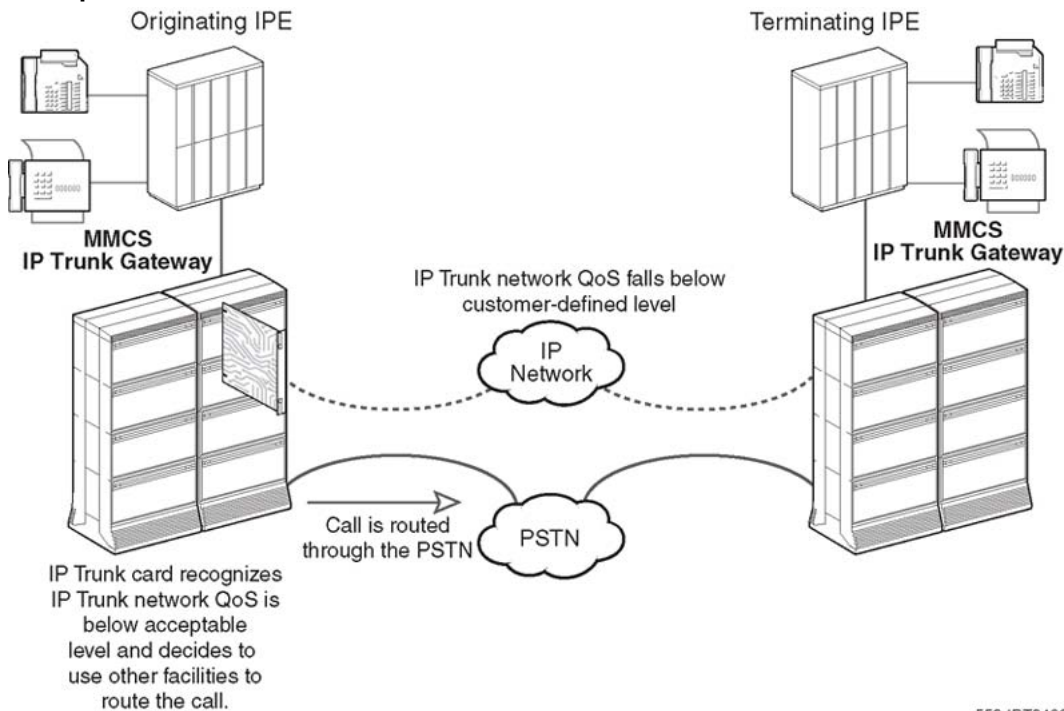 Originating IPE
Terminating IPE
MMCS
IP Trunk Gateway
MMCS
IP Trunk Gateway
IP Trunk network QoS falls below
customer-defined level
IP
Network
Call is routed
through the PSTN
PSTN
IP Trunk card recognizes
IP Trunk network QoS is
below acceptable
level and decides to
use other facilities to
route the call.